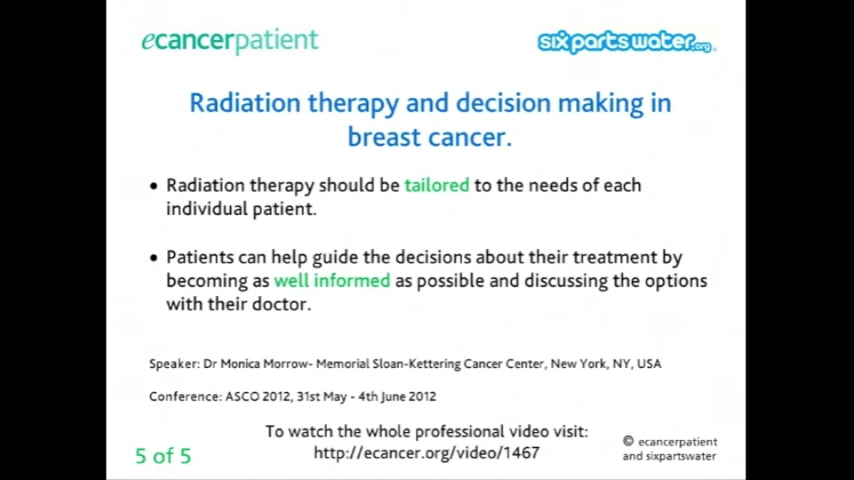 ecancerpatient
sixpartswater.org
Radiation therapy and decision making in
breast cancer.
• Radiation therapy should be tailored to the needs of each
individual patient.
• Patients can help guide the decisions about their treatment by
becoming as well informed as possible and discussing the options
with their doctor.
Speaker: Dr Monica Morrow- Memorial Sloan-Kettering Cancer Center, New York, NY, USA
Conference: ASCO 2012, 31st May - 4th June 2012
To watch the whole professional video visit:
http://ecancer.org/video/1467
5 of 5
© ecancerpatient
and sixpartswater